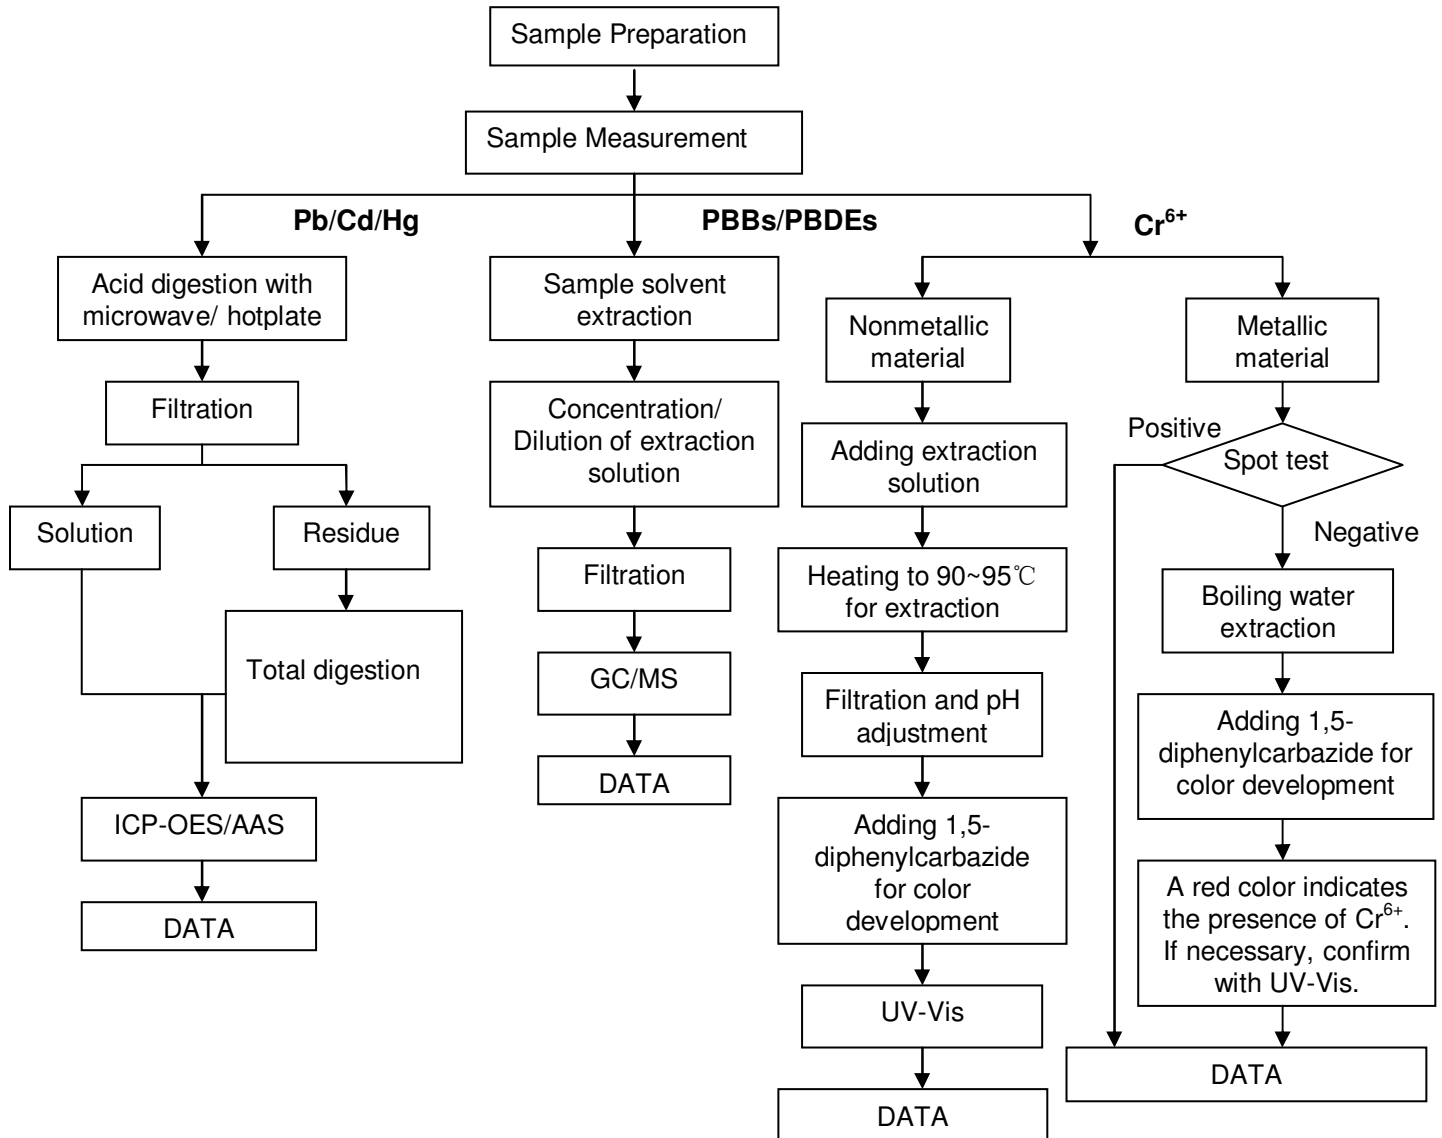 Sample Preparation
Sample Measurement
Pb/Cd/Hg
PBBs/PBDEs
Cr⁶⁺
Acid digestion with
microwave/ hotplate
Filtration
Solution
Residue
Total digestion
ICP-OES/AAS
DATA
Sample solvent
extraction
Concentration/
Dilution of extraction
solution
Filtration
GC/MS
DATA
Nonmetallic
material
Adding extraction
solution
Heating to 90~95℃
for extraction
Filtration and pH
adjustment
Adding 1,5-
diphenylcarbazide
for color
development
UV-Vis
DATA
Metallic
material
Positive
Spot test
Negative
Boiling water
extraction
Adding 1,5-
diphenylcarbazide for
color development
A red color indicates
the presence of Cr⁶⁺.
If necessary, confirm
with UV-Vis.
DATA